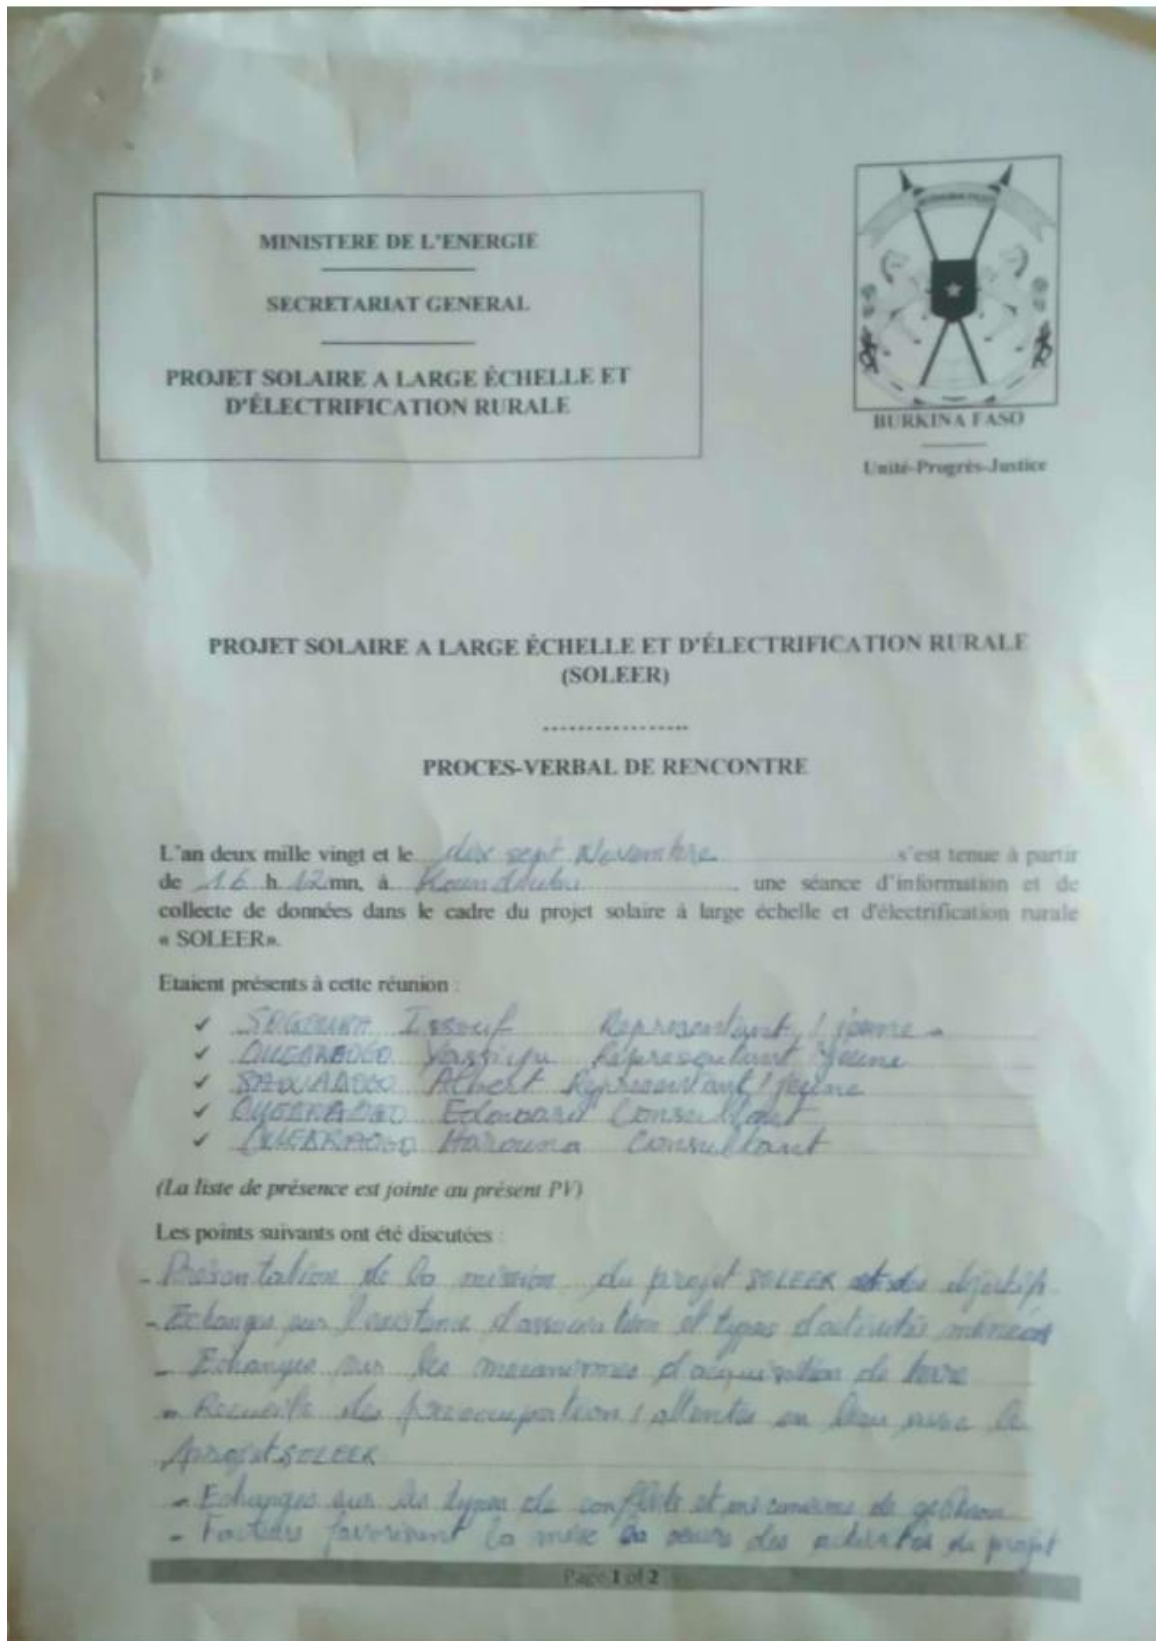 MINISTERE DE L'ENERGIE
SECRETARIAT GENERAL
PROJET SOLAIRE A LARGE ÉCHELLE ET
D'ÉLECTRIFICATION RURALE
BURKINA FASO
Unité-Progrès-Justice
PROJET SOLAIRE A LARGE ÉCHELLE ET D'ÉLECTRIFICATION RURALE
(SOLEER)
-----------------
PROCES-VERBAL DE RENCONTRE
L'an deux mille vingt et le dix sept Novembre s'est tenue à partir
de 16 h 12mn, à une séance d'information et de
collecte de données dans le cadre du projet solaire à large échelle et d'électrification rurale
« SOLEER».
Etaient présents à cette réunion :
✓ Issouf Representant / jeune
✓ OUEDRAOGO Représentant jeune
✓ SAWADOGO Albert Representant / jeune
✓ OUEDRAOGO Edouard Consultant
✓ OUEDRAOGO Harouna Consultant
(La liste de présence est jointe au présent PV)
Les points suivants ont été discutées :
- Présentation de la mission du projet SOLEER et des objectifs
- Echanges sur l'existence d'association et types d'activités menées
- Echanges sur les mecanismes d'acquisition de terre
- Recueils des préoccupation / attentes en lien avec le
projet SOLEER
- Echanges sur les types de conflits et mécanisme de gestion
- Facteurs favorisant la mise en œuvre des activités du projet
Page 1 of 2